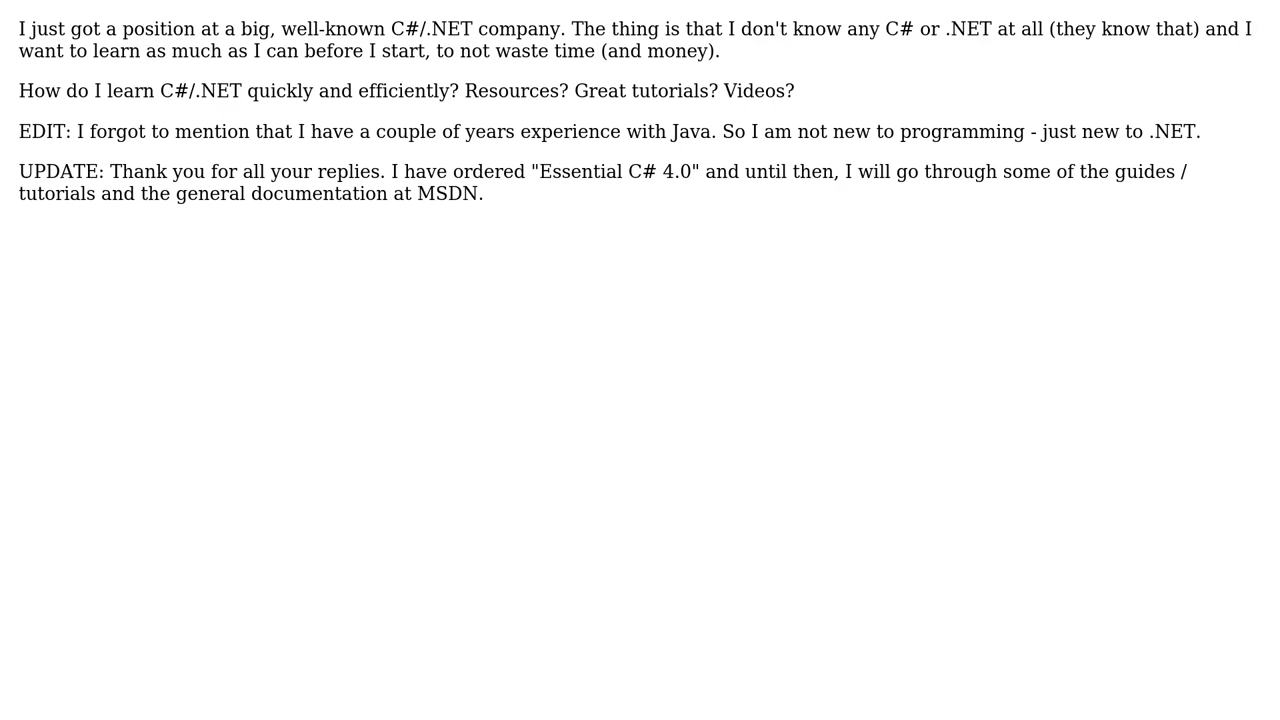 I just got a position at a big, well-known C#/.NET company. The thing is that I don't know any C# or .NET at all (they know that) and I
want to learn as much as I can before I start, to not waste time (and money).
How do I learn C#/.NET quickly and efficiently? Resources? Great tutorials? Videos?
EDIT: I forgot to mention that I have a couple of years experience with Java. So I am not new to programming - just new to .NET.
UPDATE: Thank you for all your replies. I have ordered "Essential C# 4.0" and until then, I will go through some of the guides /
tutorials and the general documentation at MSDN.